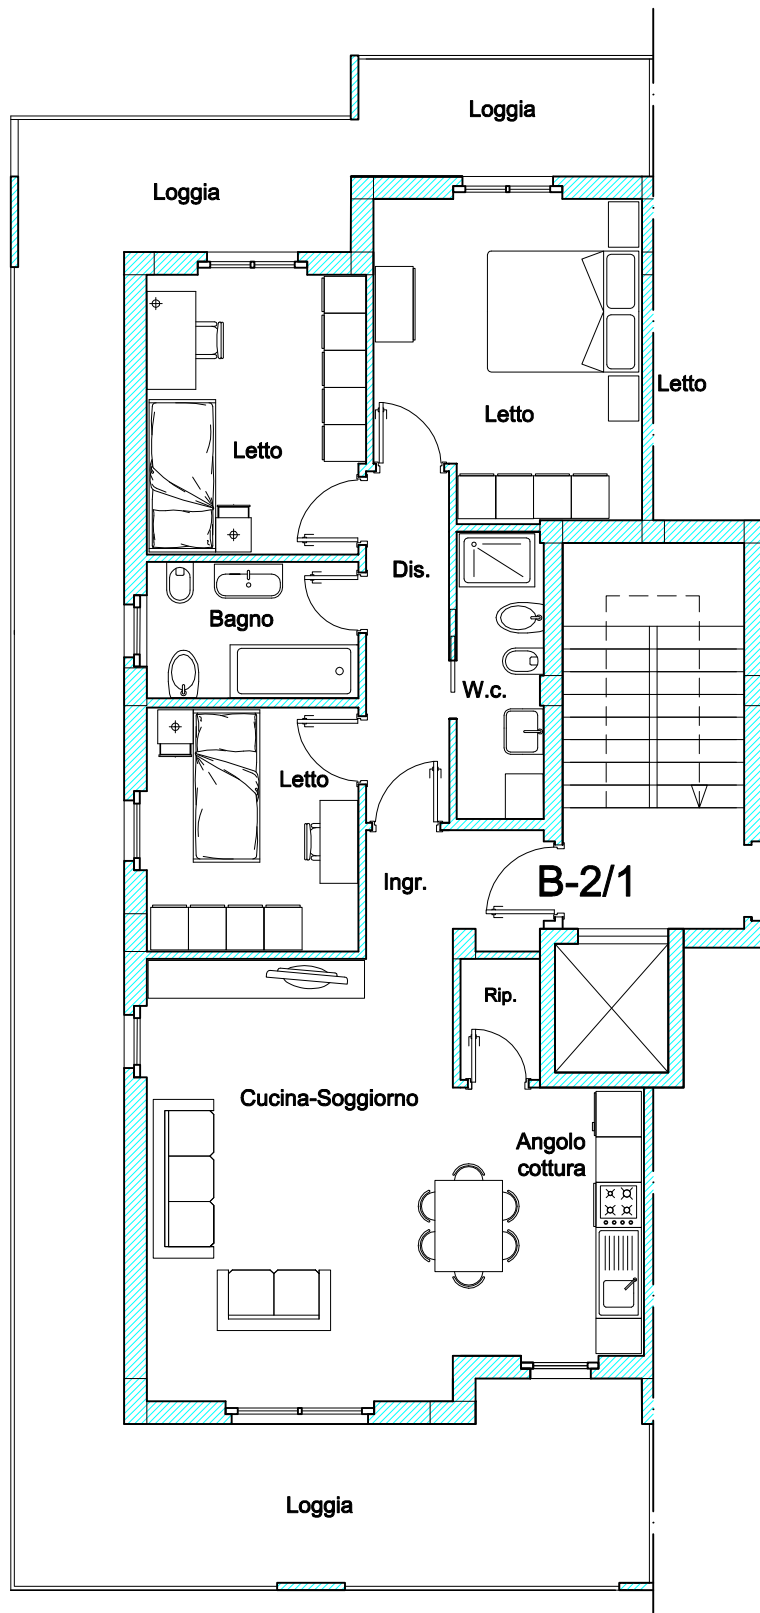 Loggia
Loggia
Letto
Letto
Letto
Dis.
Bagno
W.c.
Letto
Ingr.
B-2/1
Rip.
Cucina-Soggiorno
Angolo
cottura
Loggia